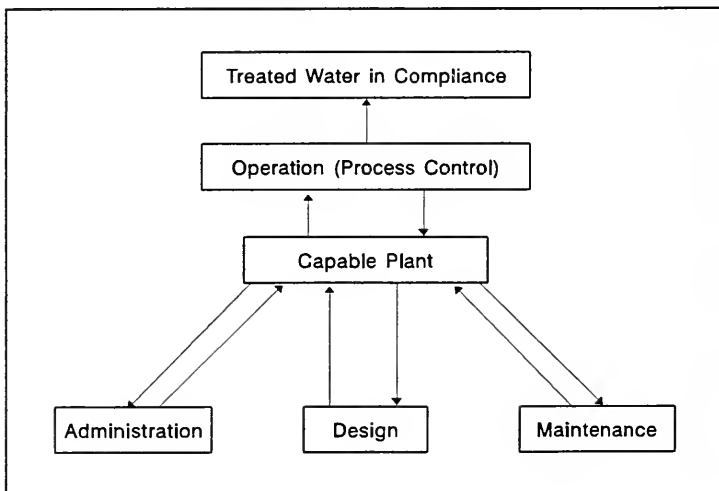 Treated Water in Compliance
Operation (Process Control)
Capable Plant
Administration
Design
Maintenance